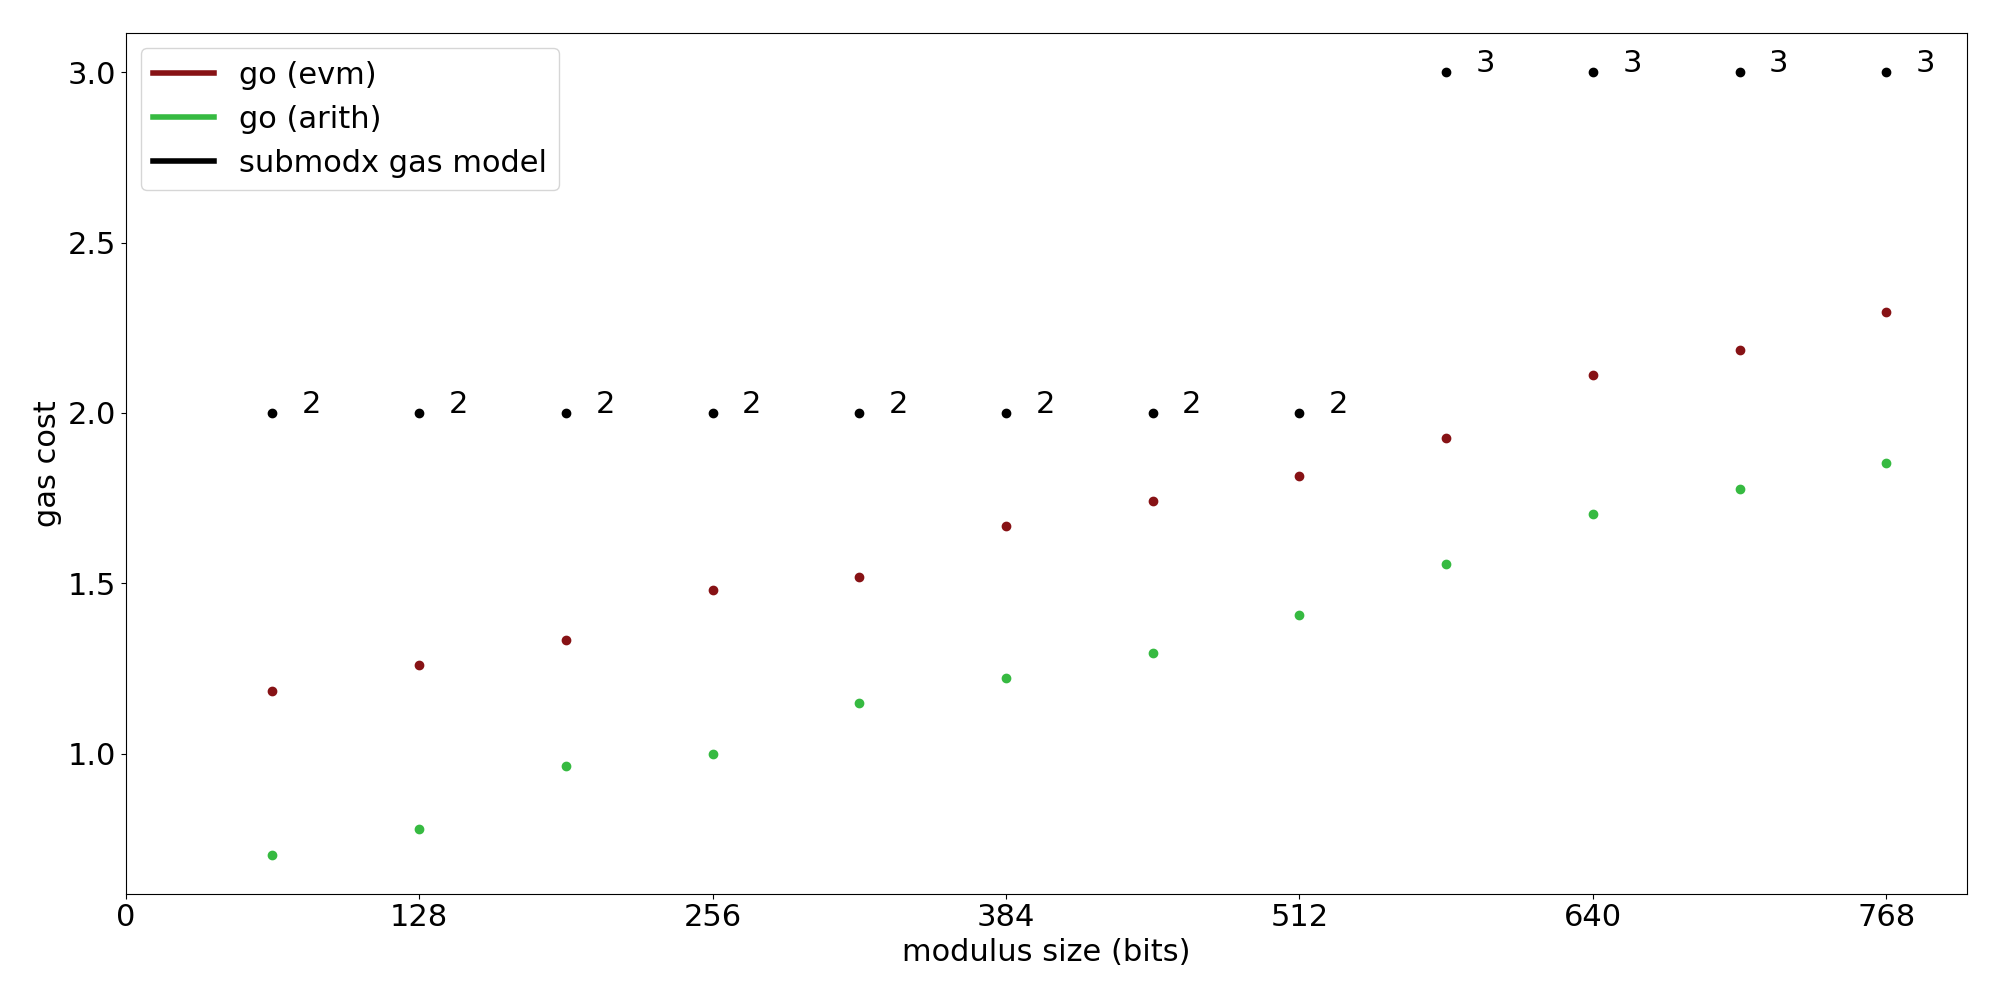 go (evm)
go (arith)
submodx gas model
3 3 3 3
2 2 2 2 2 2 2 2
3.0
2.5
2.0
1.5
1.0
gas cost
0 128 256 384 512 640 768
modulus size (bits)